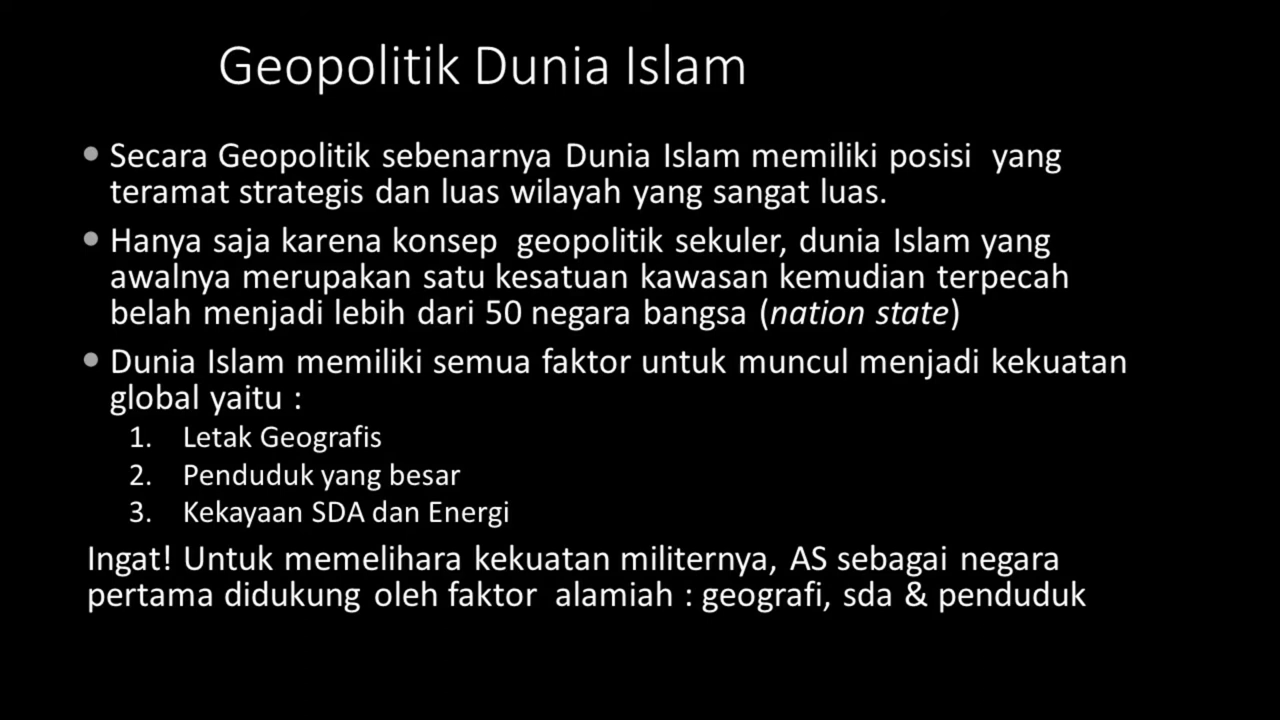 Geopolitik Dunia Islam
• Secara Geopolitik sebenarnya Dunia Islam memiliki posisi yang
teramat strategis dan luas wilayah yang sangat luas.
• Hanya saja karena konsep geopolitik sekuler, dunia Islam yang
awalnya merupakan satu kesatuan kawasan kemudian terpecah
belah menjadi lebih dari 50 negara bangsa (nation state)
• Dunia Islam memiliki semua faktor untuk muncul menjadi kekuatan
global yaitu :
1. Letak Geografis
2. Penduduk yang besar
3. Kekayaan SDA dan Energi
Ingat! Untuk memelihara kekuatan militernya, AS sebagai negara
pertama didukung oleh faktor alamiah : geografi, sda & penduduk